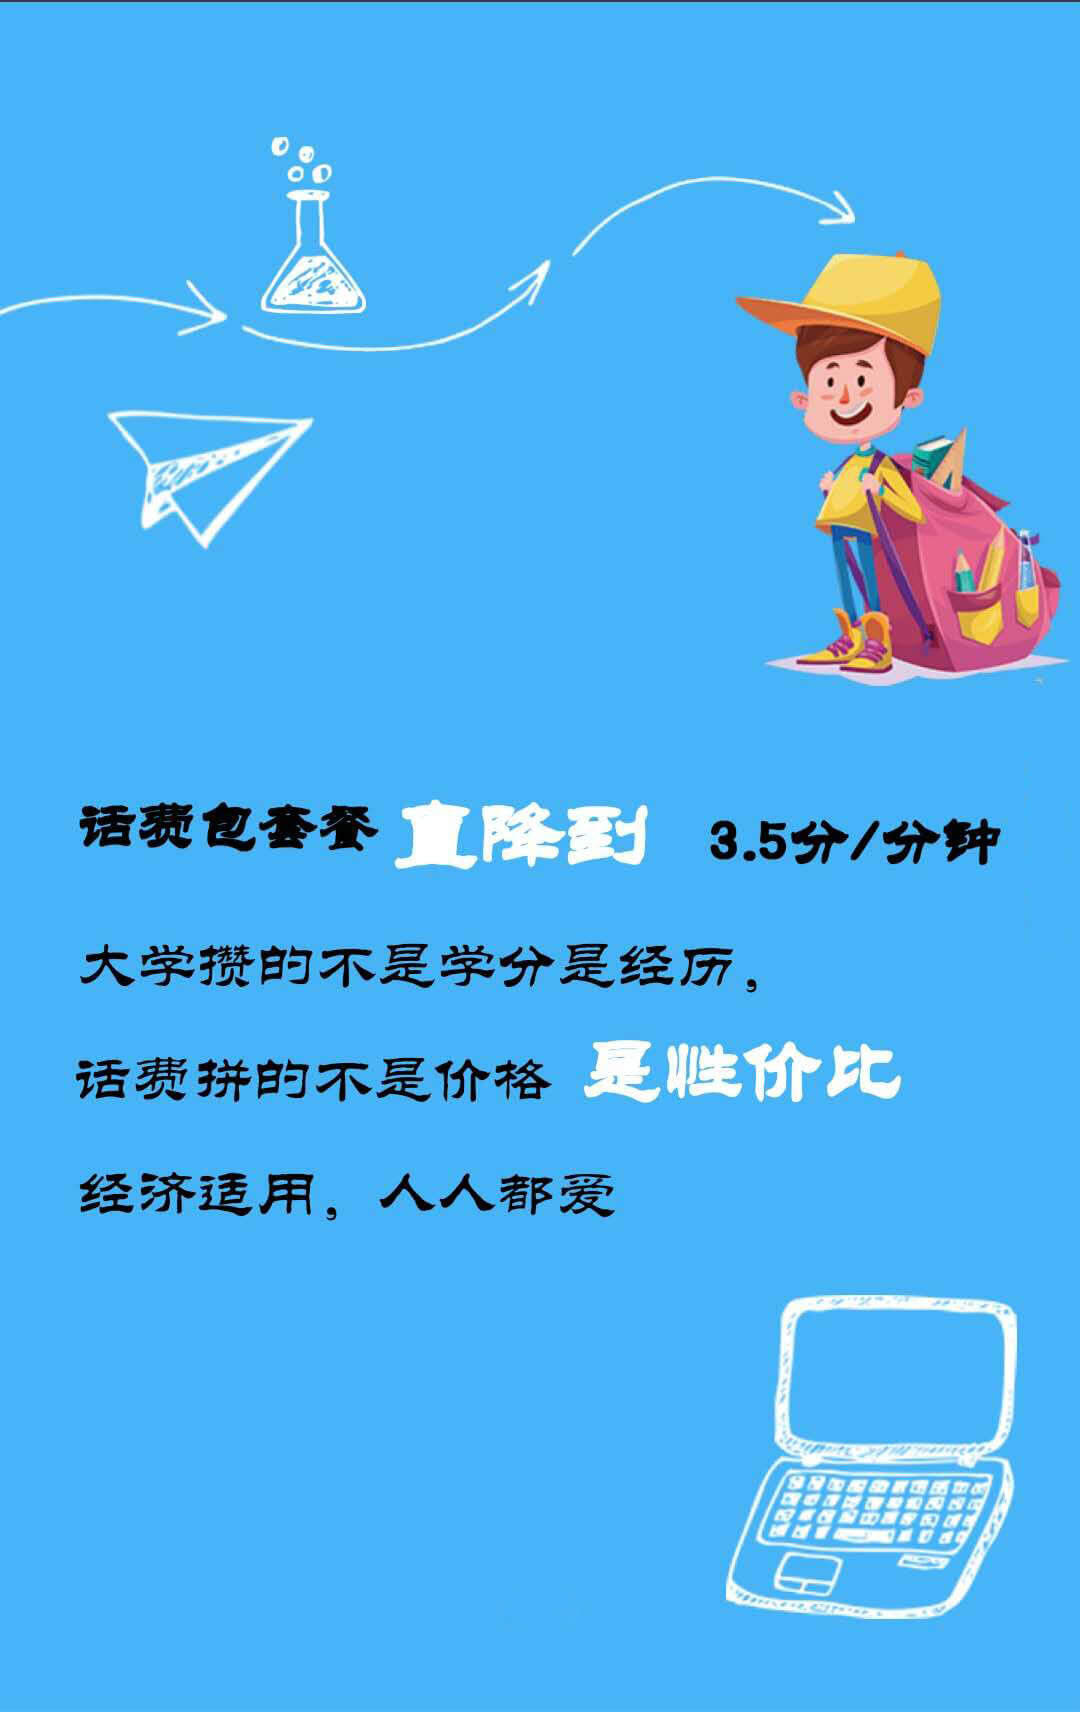 话费包套餐 直降到 3.5分/分钟
大学攒的不是学分是经历，
话费拼的不是价格 是性价比
经济适用，人人都爱